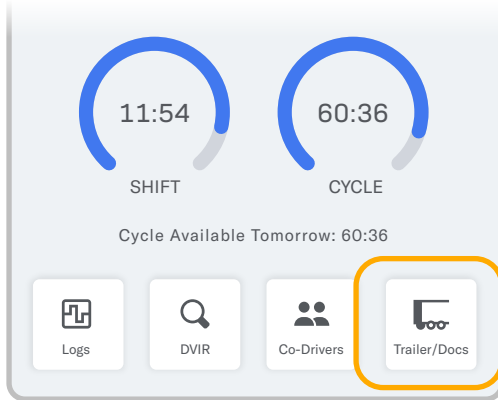 11:54
60:36
SHIFT
CYCLE
Cycle Available Tomorrow: 60:36
Logs
DVIR
Co-Drivers
Trailer/Docs